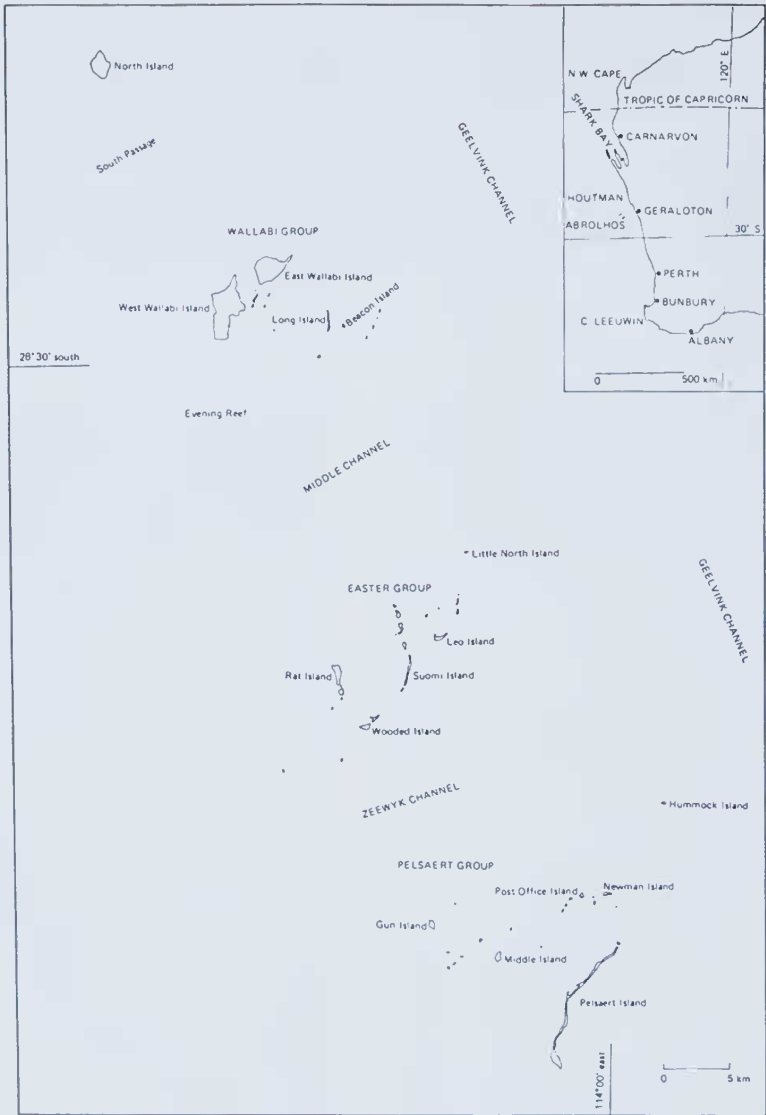 North Island
South Passage
GEELVINK CHANNEL
WALLABI GROUP
East Wallabi Island
West Wallabi Island
Long Island
Beacon Island
28°30' south
Evening Reef
MIDDLE CHANNEL
Little North Island
EASTER GROUP
GEELVINK CHANNEL
Leo Island
Rat Island
Suomi Island
Wooded Island
ZEEWYK CHANNEL
Hummock Island
PELSAERT GROUP
Post Office Island
Newman Island
Gun Island
Middle Island
Pelsaert Island
114°00' east
0 5 km
120° E
N W CAPE
TROPIC OF CAPRICORN
SHARK BAY
CARNARVON
HOUTMAN
ABROLHOS
GERALOTON
30° S
PERTH
BUNBURY
C LEEUWIN
ALBANY
0 500 km